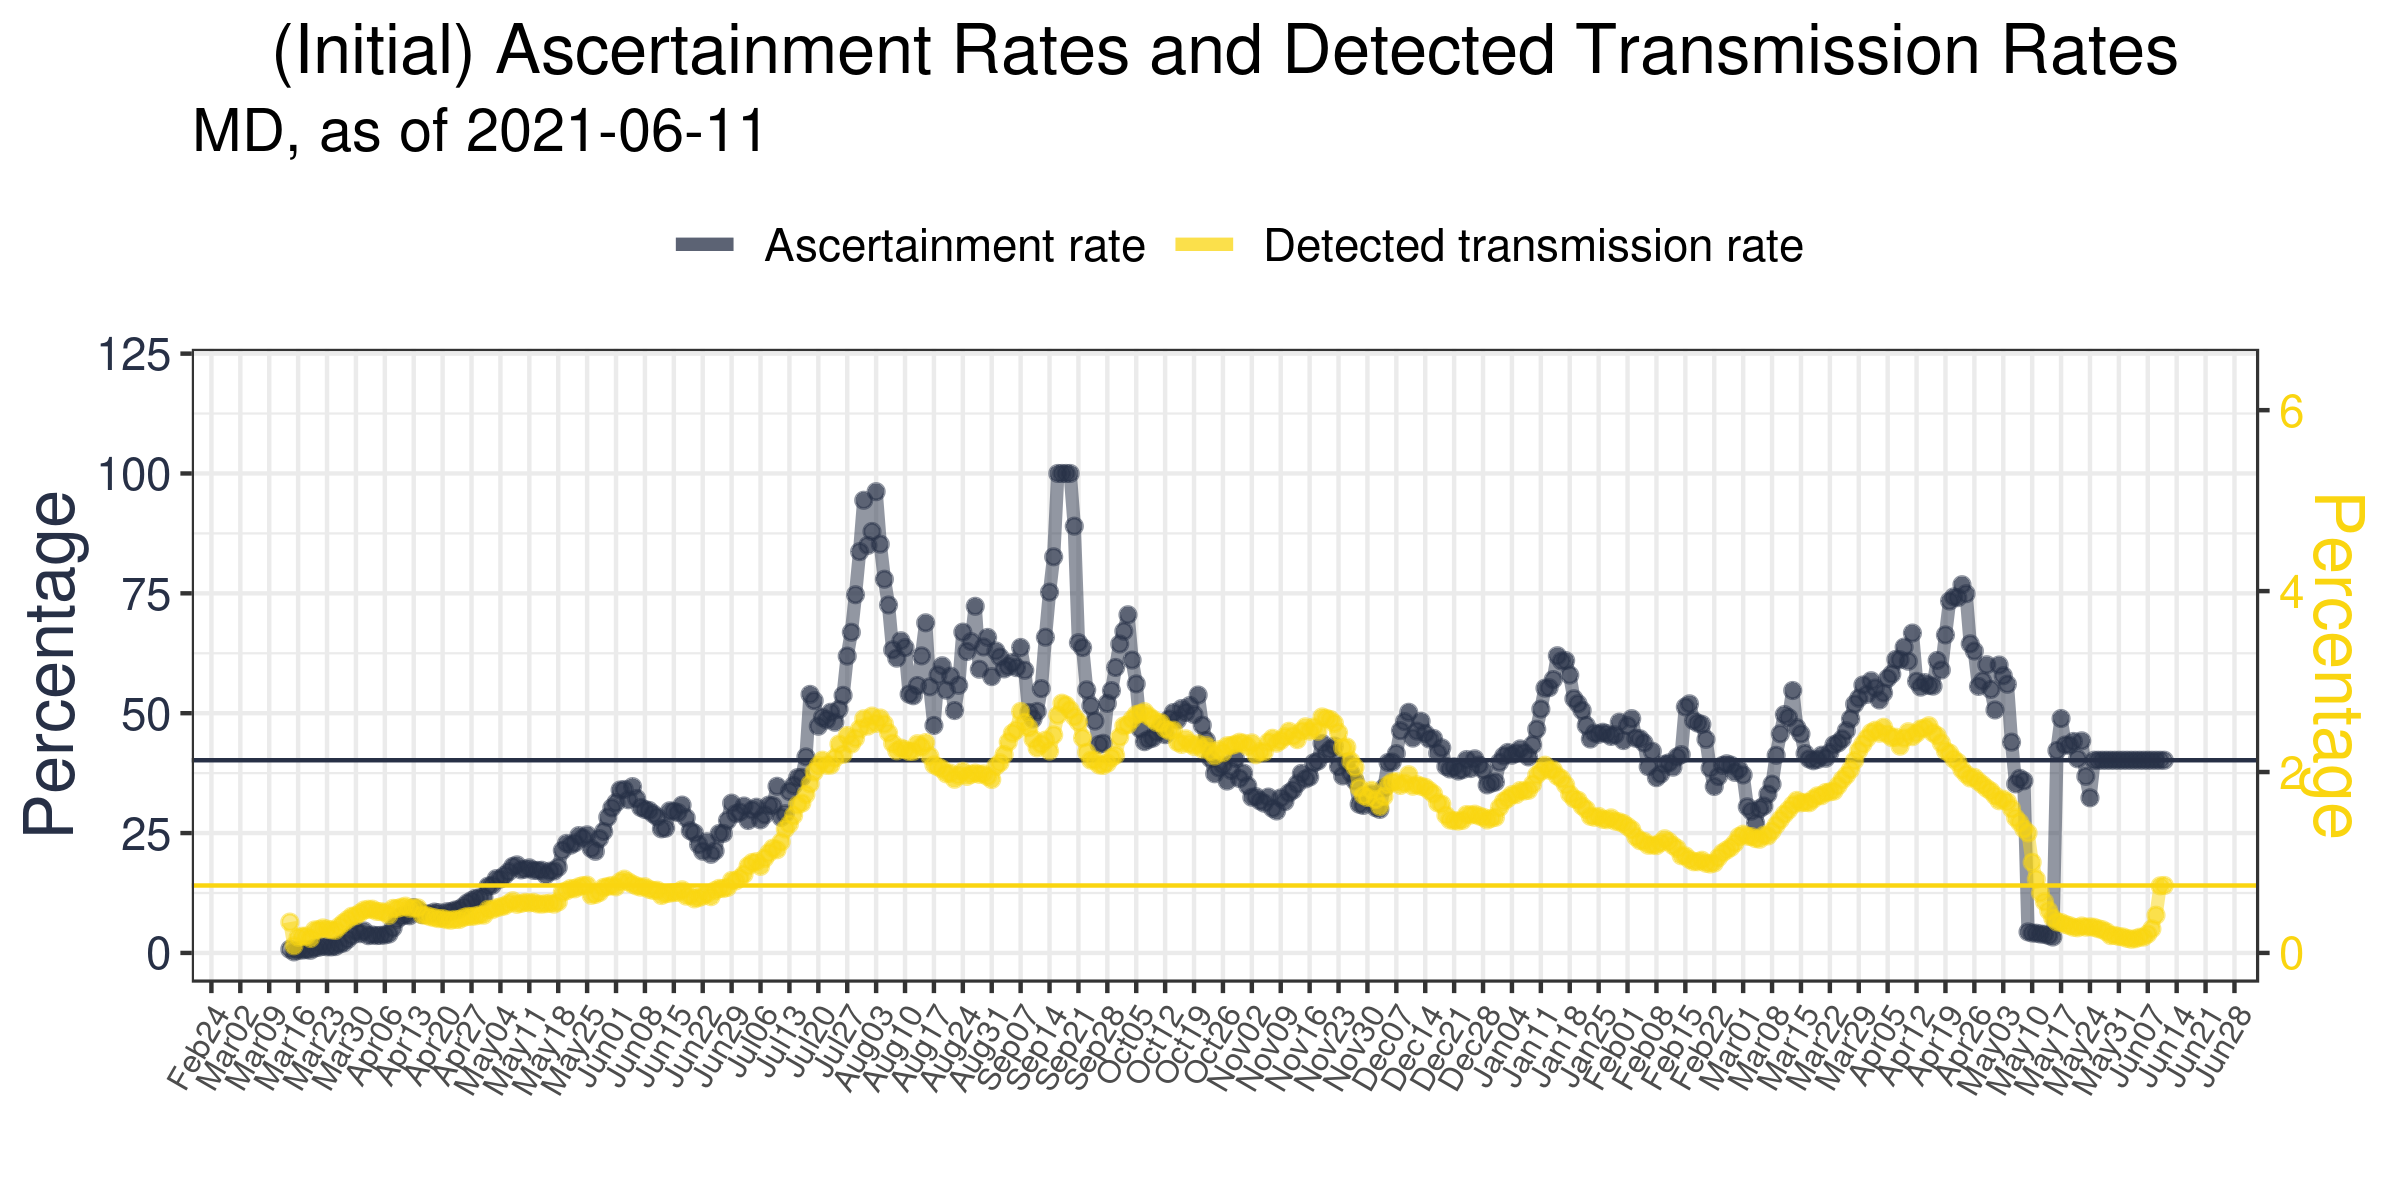 (Initial) Ascertainment Rates and Detected Transmission Rates
MD, as of 2021-06-11
Ascertainment rate
Detected transmission rate
Percentage
125
100
75
50
25
0
6
4
2
0
Percentage
Feb24
Mar02
Mar09
Mar16
Mar23
Mar30
Apr06
Apr13
Apr20
Apr27
May04
May11
May18
May25
Jun01
Jun08
Jun15
Jun22
Jun29
Jul06
Jul13
Jul20
Jul27
Aug03
Aug10
Aug17
Aug24
Aug31
Sep07
Sep14
Sep21
Sep28
Oct05
Oct12
Oct19
Oct26
Nov02
Nov09
Nov16
Nov23
Nov30
Dec07
Dec14
Dec21
Dec28
Jan04
Jan11
Jan18
Jan25
Feb01
Feb08
Feb15
Feb22
Mar01
Mar08
Mar15
Mar22
Mar29
Apr05
Apr12
Apr19
Apr26
May03
May10
May17
May24
May31
Jun07
Jun14
Jun21
Jun28